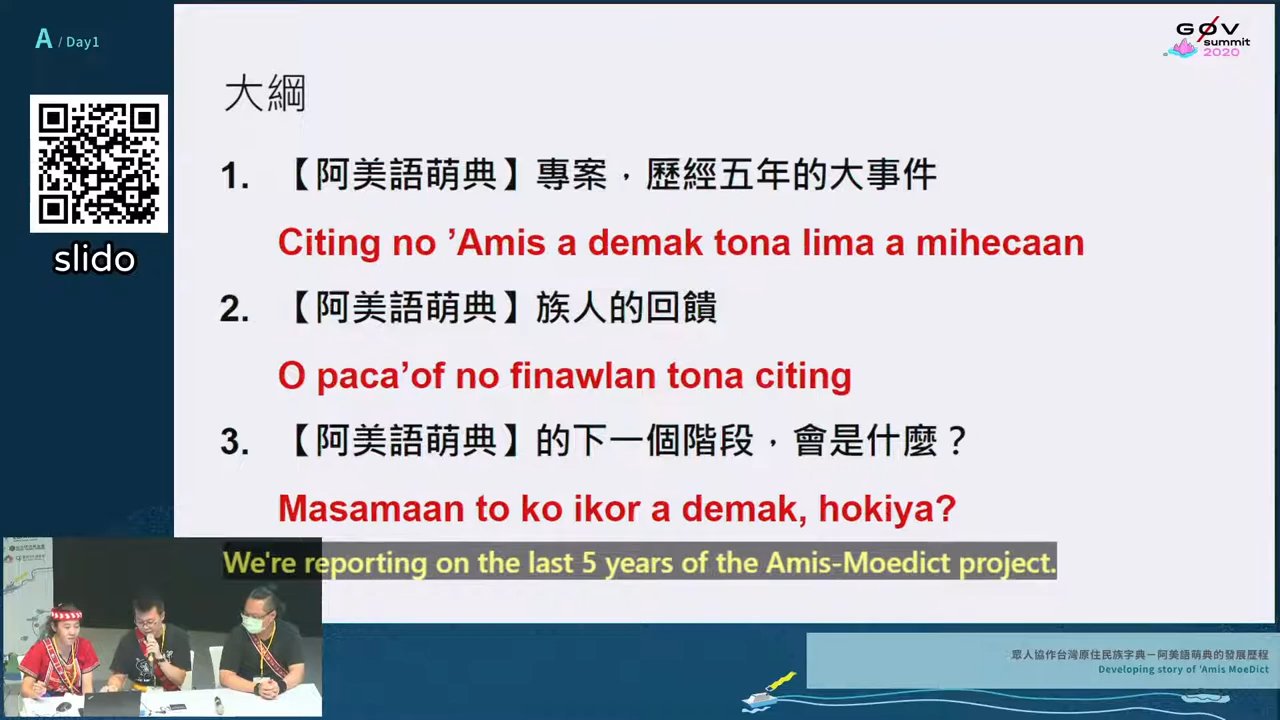 A / Day1
GØV
summit
2020
slido
大綱
1. 【阿美語萌典】專案，歷經五年的大事件
Citing no ’Amis a demak tona lima a mihecaan
2. 【阿美語萌典】族人的回饋
O paca’of no finawlan tona citing
3. 【阿美語萌典】的下一個階段，會是什麼？
Masamaan to ko ikor a demak, hokiya?
We're reporting on the last 5 years of the Amis-Moedict project.
眾人協作台灣原住民族字典－阿美語萌典的發展歷程
Developing story of 'Amis MoeDict